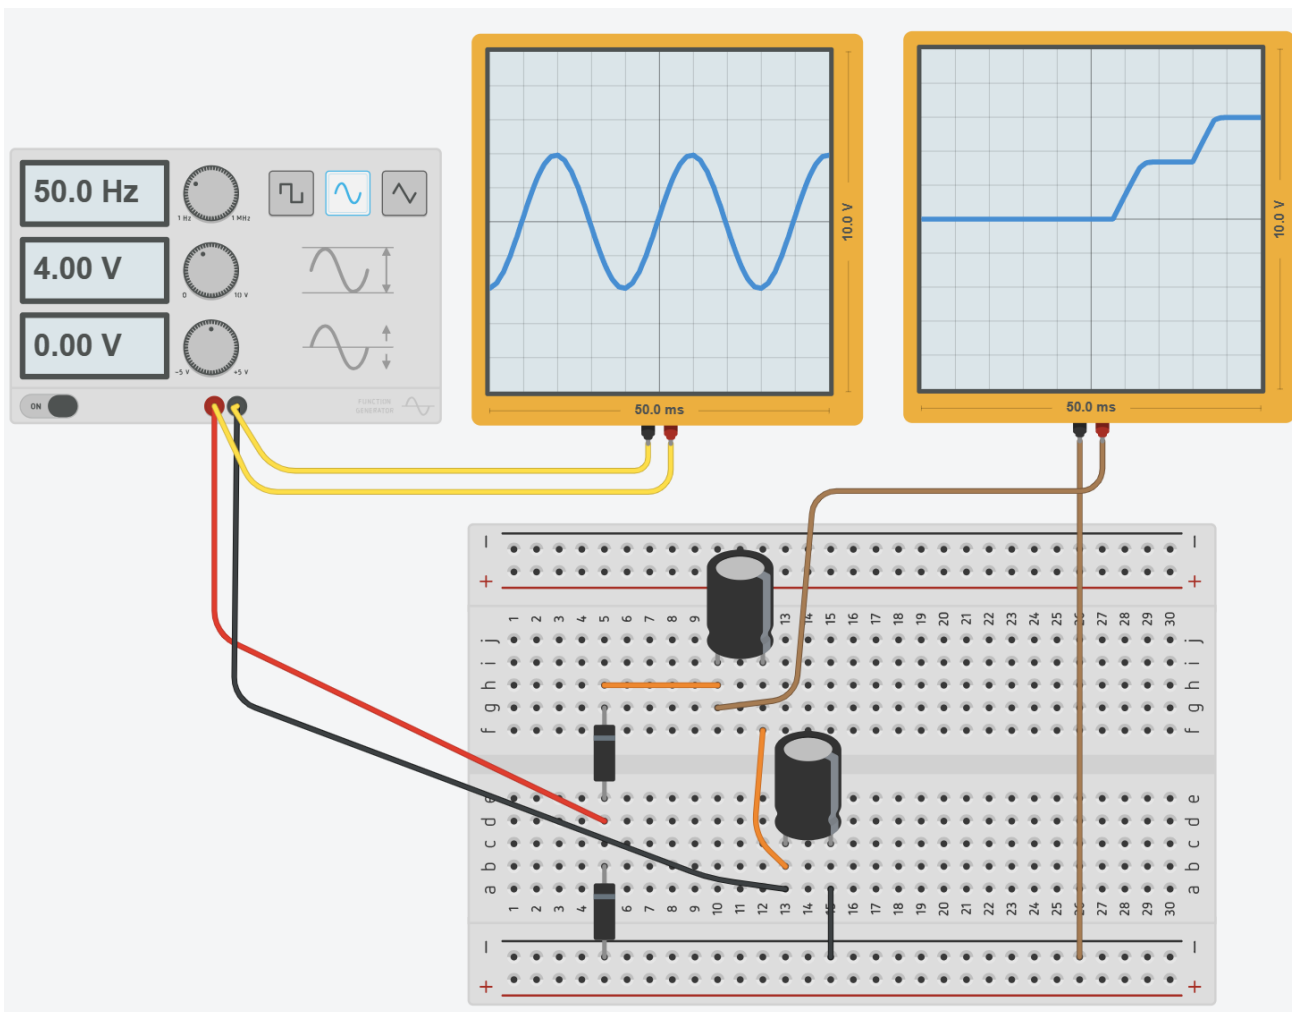 50.0 Hz
1 Hz
1 MHz
4.00 V
0
10 V
0.00 V
-5 V
+5 V
ON
FUNCTION
GENERATOR
10.0 V
50.0 ms
10.0 V
50.0 ms
− −
+ +
1 2 3 4 5 6 7 8 9 13 14 15 16 17 18 19 20 21 22 23 24 25 26 27 28 29 30
j j
i i
h h
g g
f f
e e
d d
c c
b b
a a
1 2 3 4 6 7 8 9 10 11 12 13 14 15 16 17 18 19 20 21 22 23 24 25 26 27 28 29 30
− −
+ +